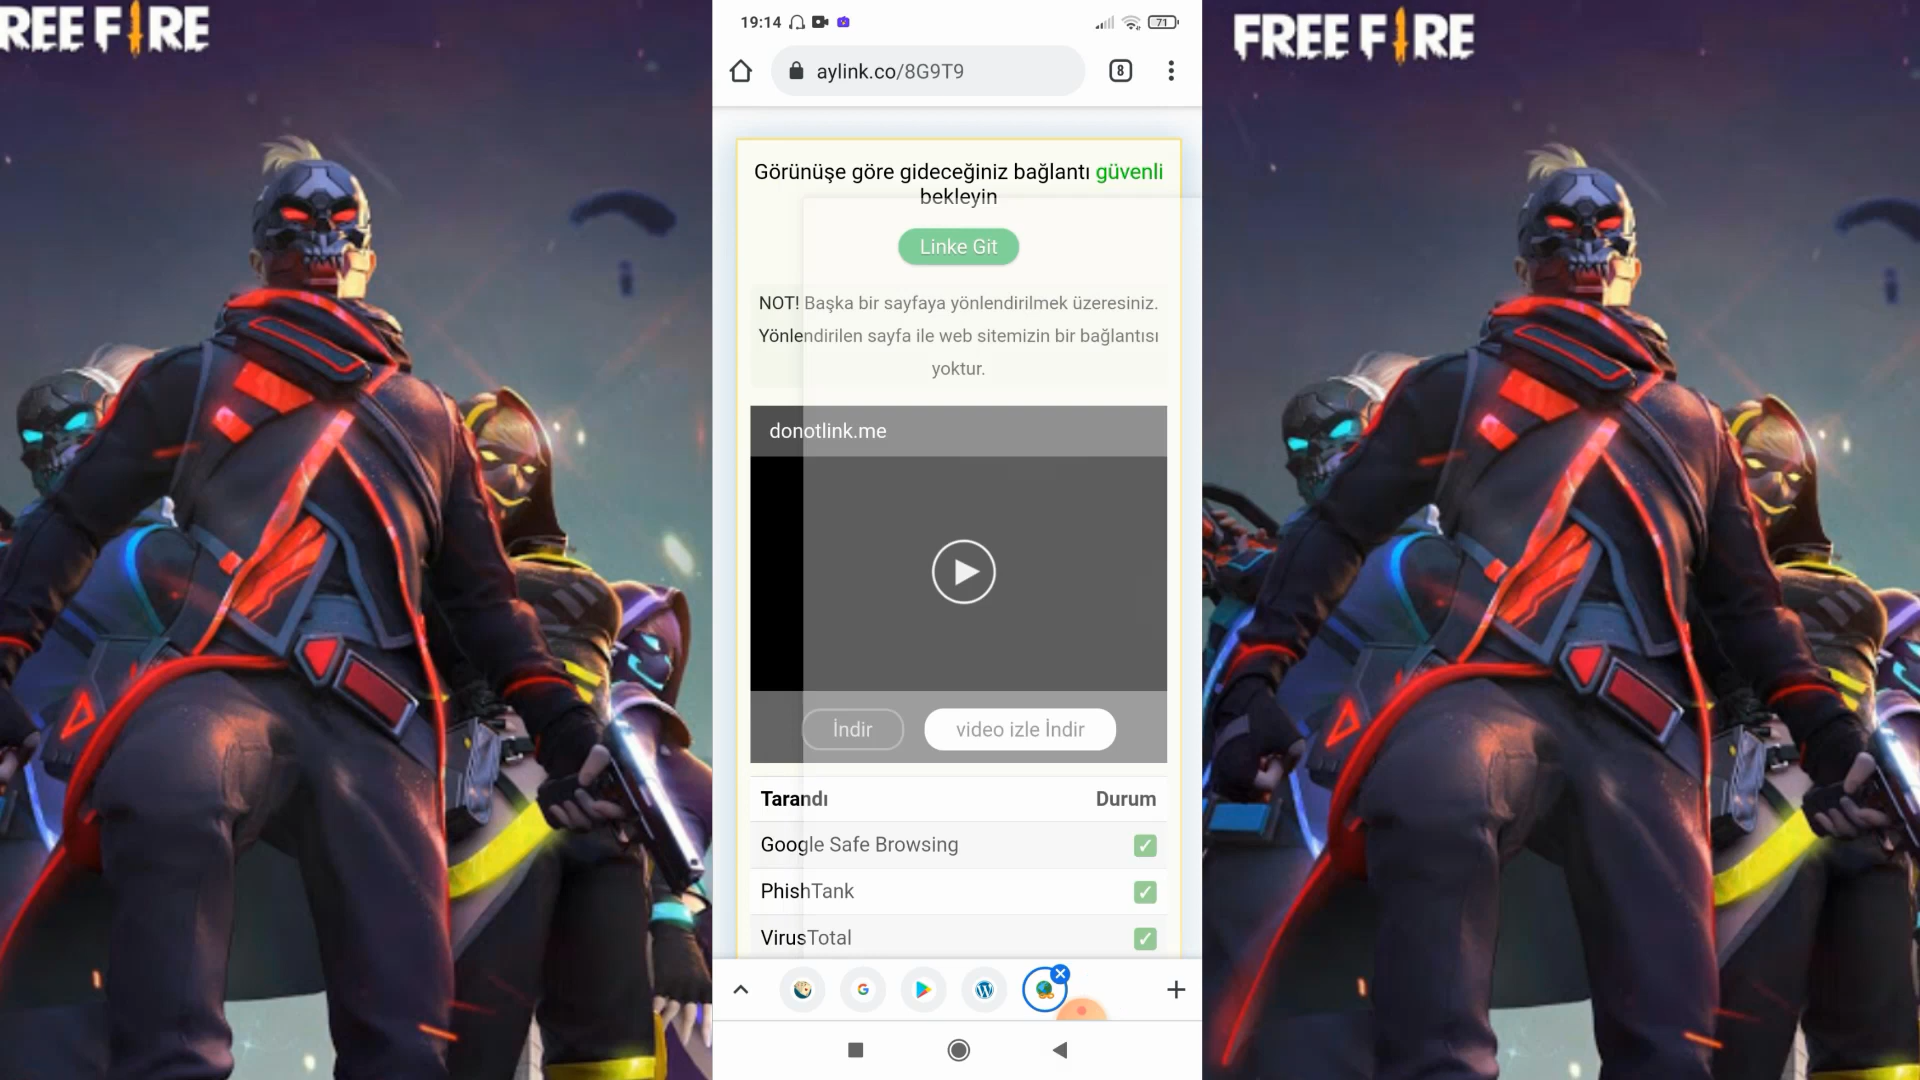 REE FIRE
FREE FIRE
19:14
71
aylink.co/8G9T9
8
Görünüşe göre gideceğiniz bağlantı güvenli
bekleyin
Linke Git
NOT! Başka bir sayfaya yönlendirilmek üzeresiniz.
Yönlendirilen sayfa ile web sitemizin bir bağlantısı
yoktur.
donotlink.me
İndir
video izle İndir
Tarandı Durum
Google Safe Browsing
PhishTank
VirusTotal